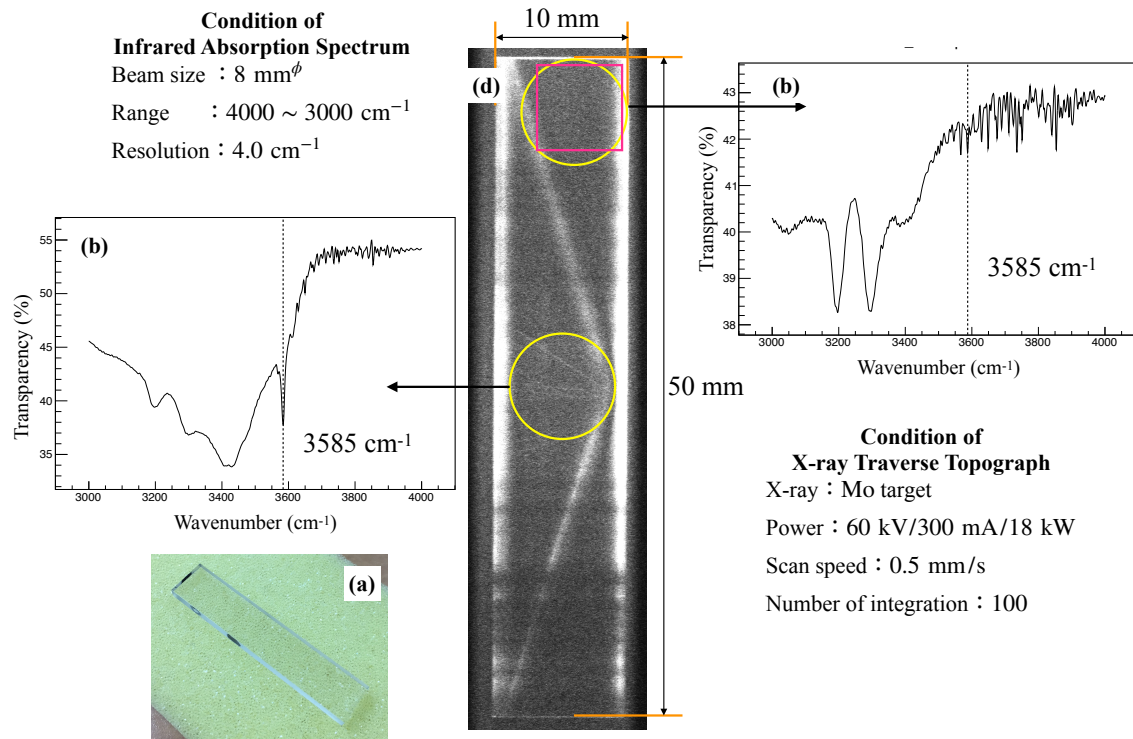 Condition of
Infrared Absorption Spectrum
Beam size : 8 mm^ϕ
Range : 4000 ~ 3000 cm⁻¹
Resolution : 4.0 cm⁻¹
10 mm
(d)
50 mm
(b)
Transparency (%)
43
42
41
40
39
38
3585 cm⁻¹
3000
3200
3400
3600
3800
4000
Wavenumber (cm⁻¹)
(b)
Transparency (%)
55
50
45
40
35
3585 cm⁻¹
3000
3200
3400
3600
3800
4000
Wavenumber (cm⁻¹)
(a)
Condition of
X-ray Traverse Topograph
X-ray : Mo target
Power : 60 kV/300 mA/18 kW
Scan speed : 0.5 mm/s
Number of integration : 100